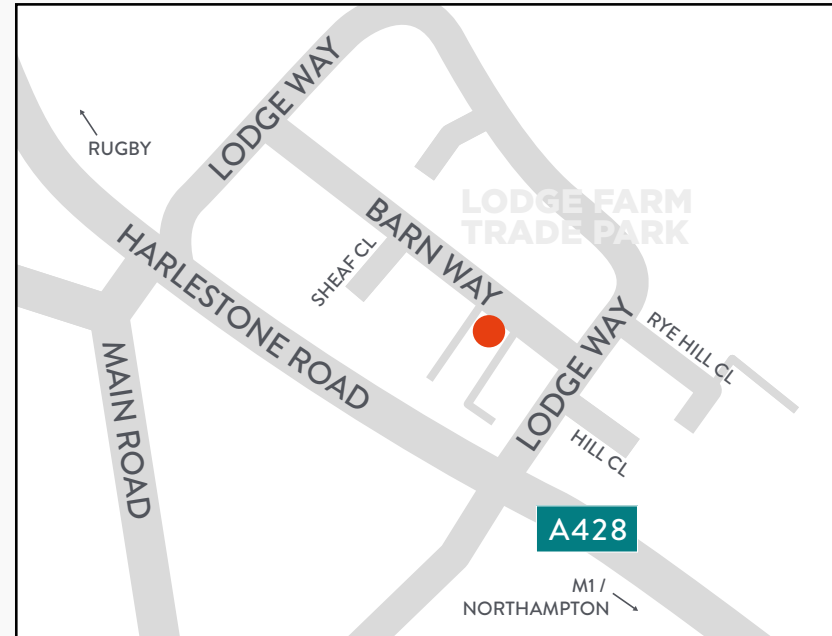 LODGE WAY
RUGBY
LODGE FARM
TRADE PARK
BARN WAY
SHEAF CL
HARLESTONE ROAD
LODGE WAY
RYE HILL CL
MAIN ROAD
HILL CL
A428
M1 /
NORTHAMPTON